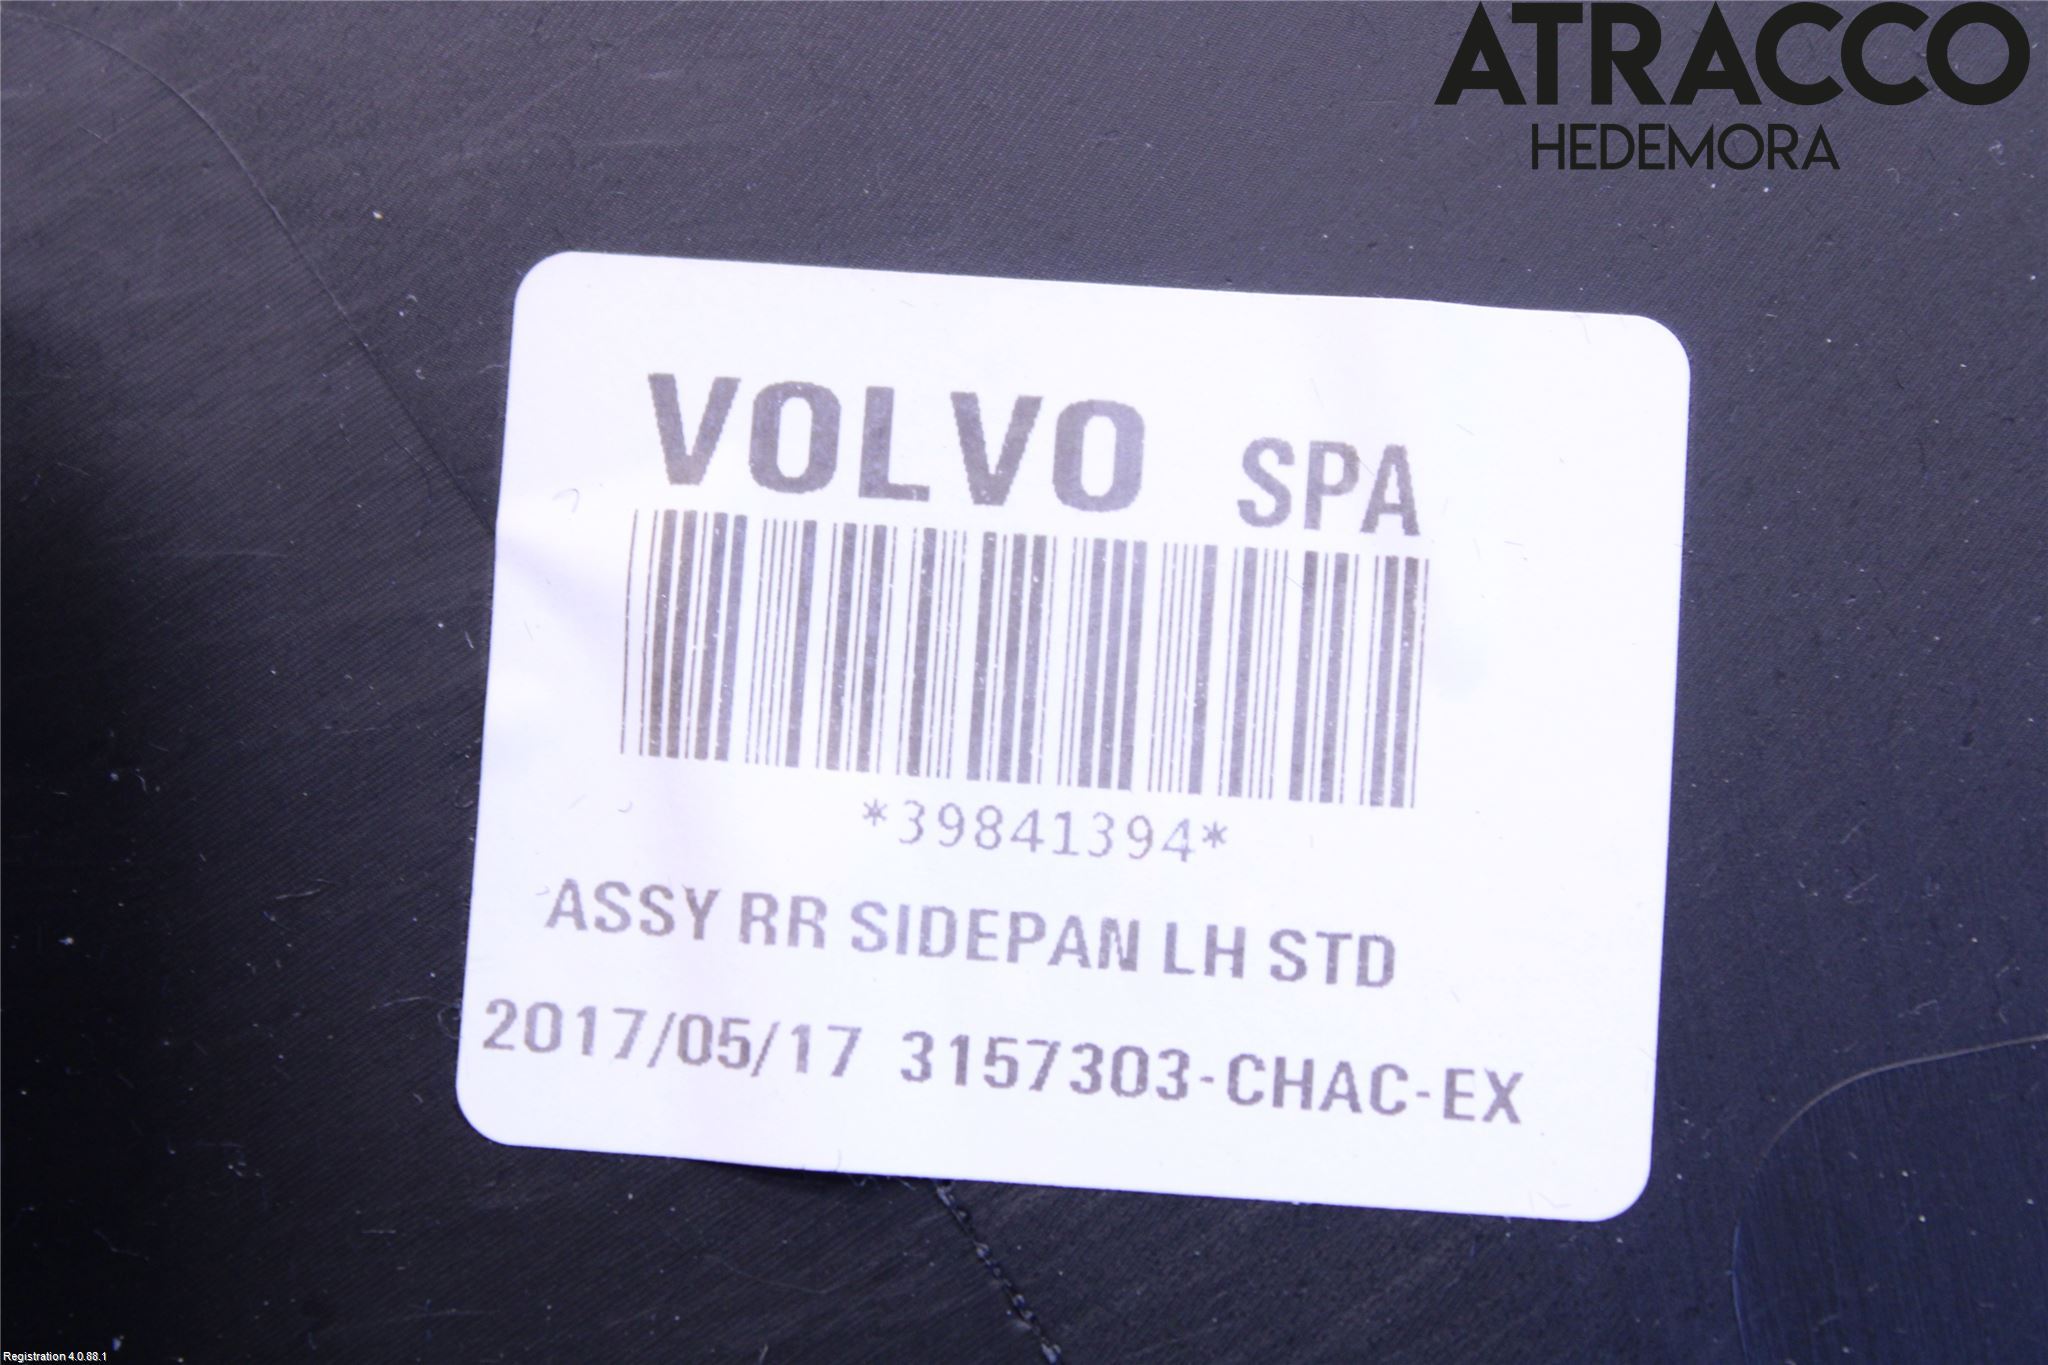 ATRACCO
HEDEMORA
VOLVO SPA
*39841394*
ASSY RR SIDEPAN LH STD
2017/05/17 3157303-CHAC-EX
Registration 4.0.88.1